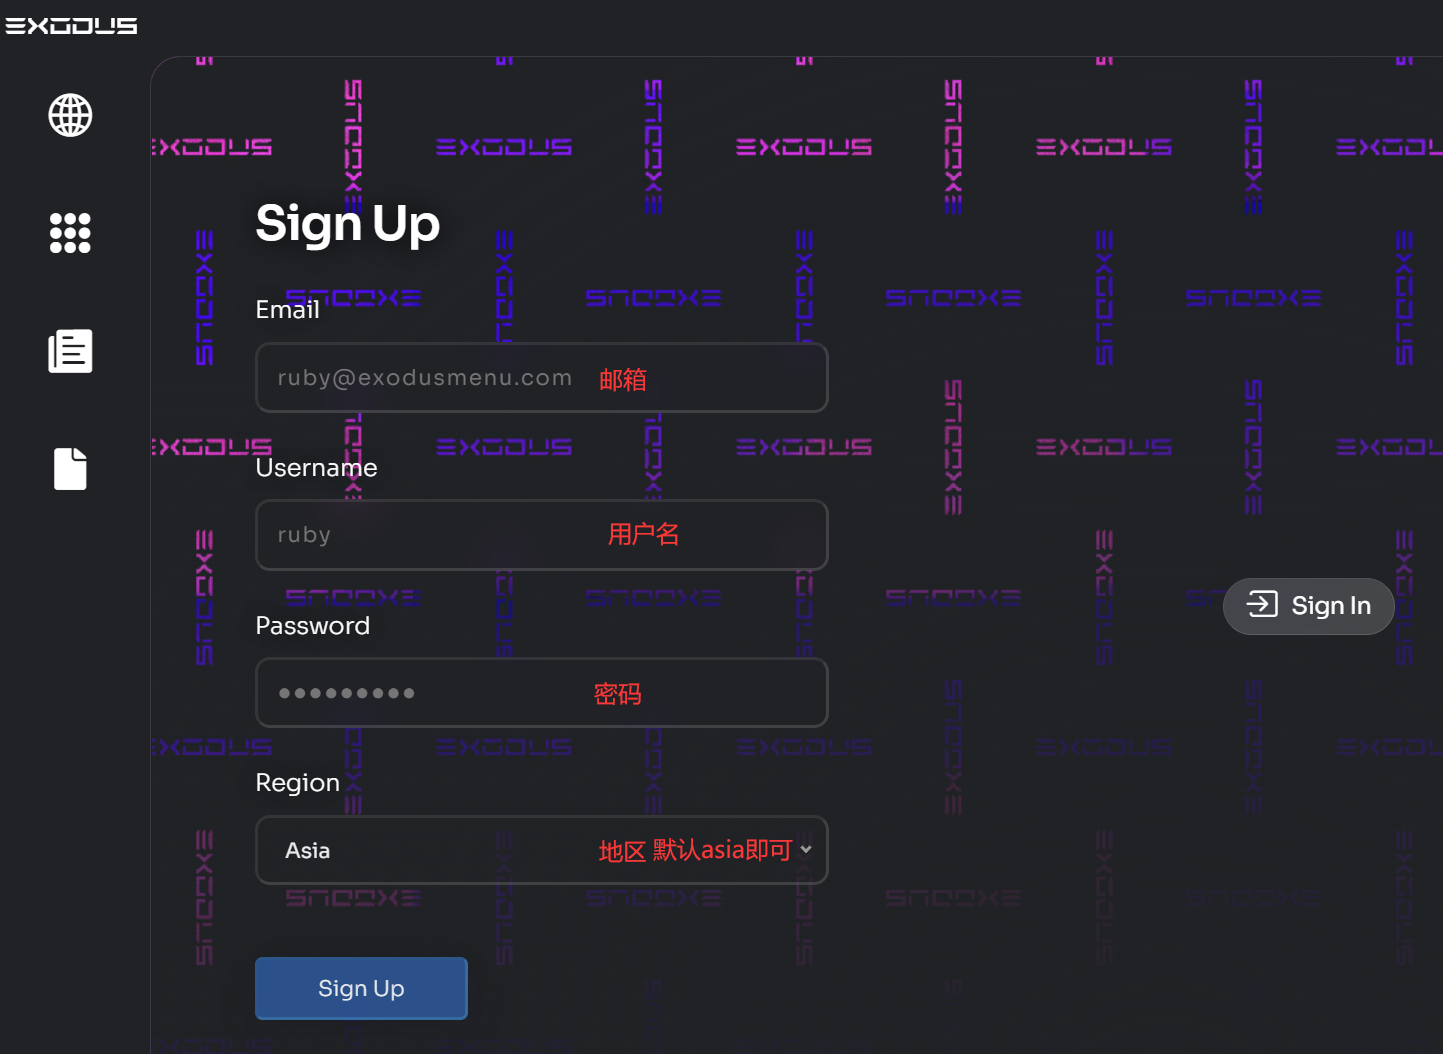 EXODUS
Sign Up
Email
ruby@exodusmenu.com 邮箱
Username
ruby 用户名
Password
密码
Region
Asia 地区 默认asia即可
Sign Up
Sign In